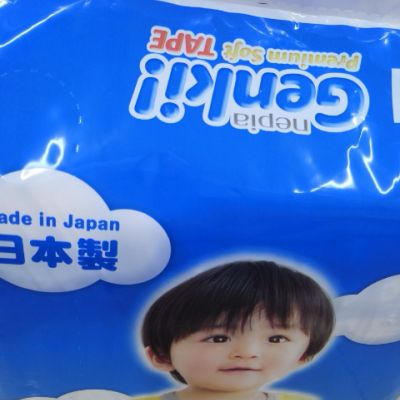 nepia
Genki!
Premium Soft TAPE
ade in Japan
日本製